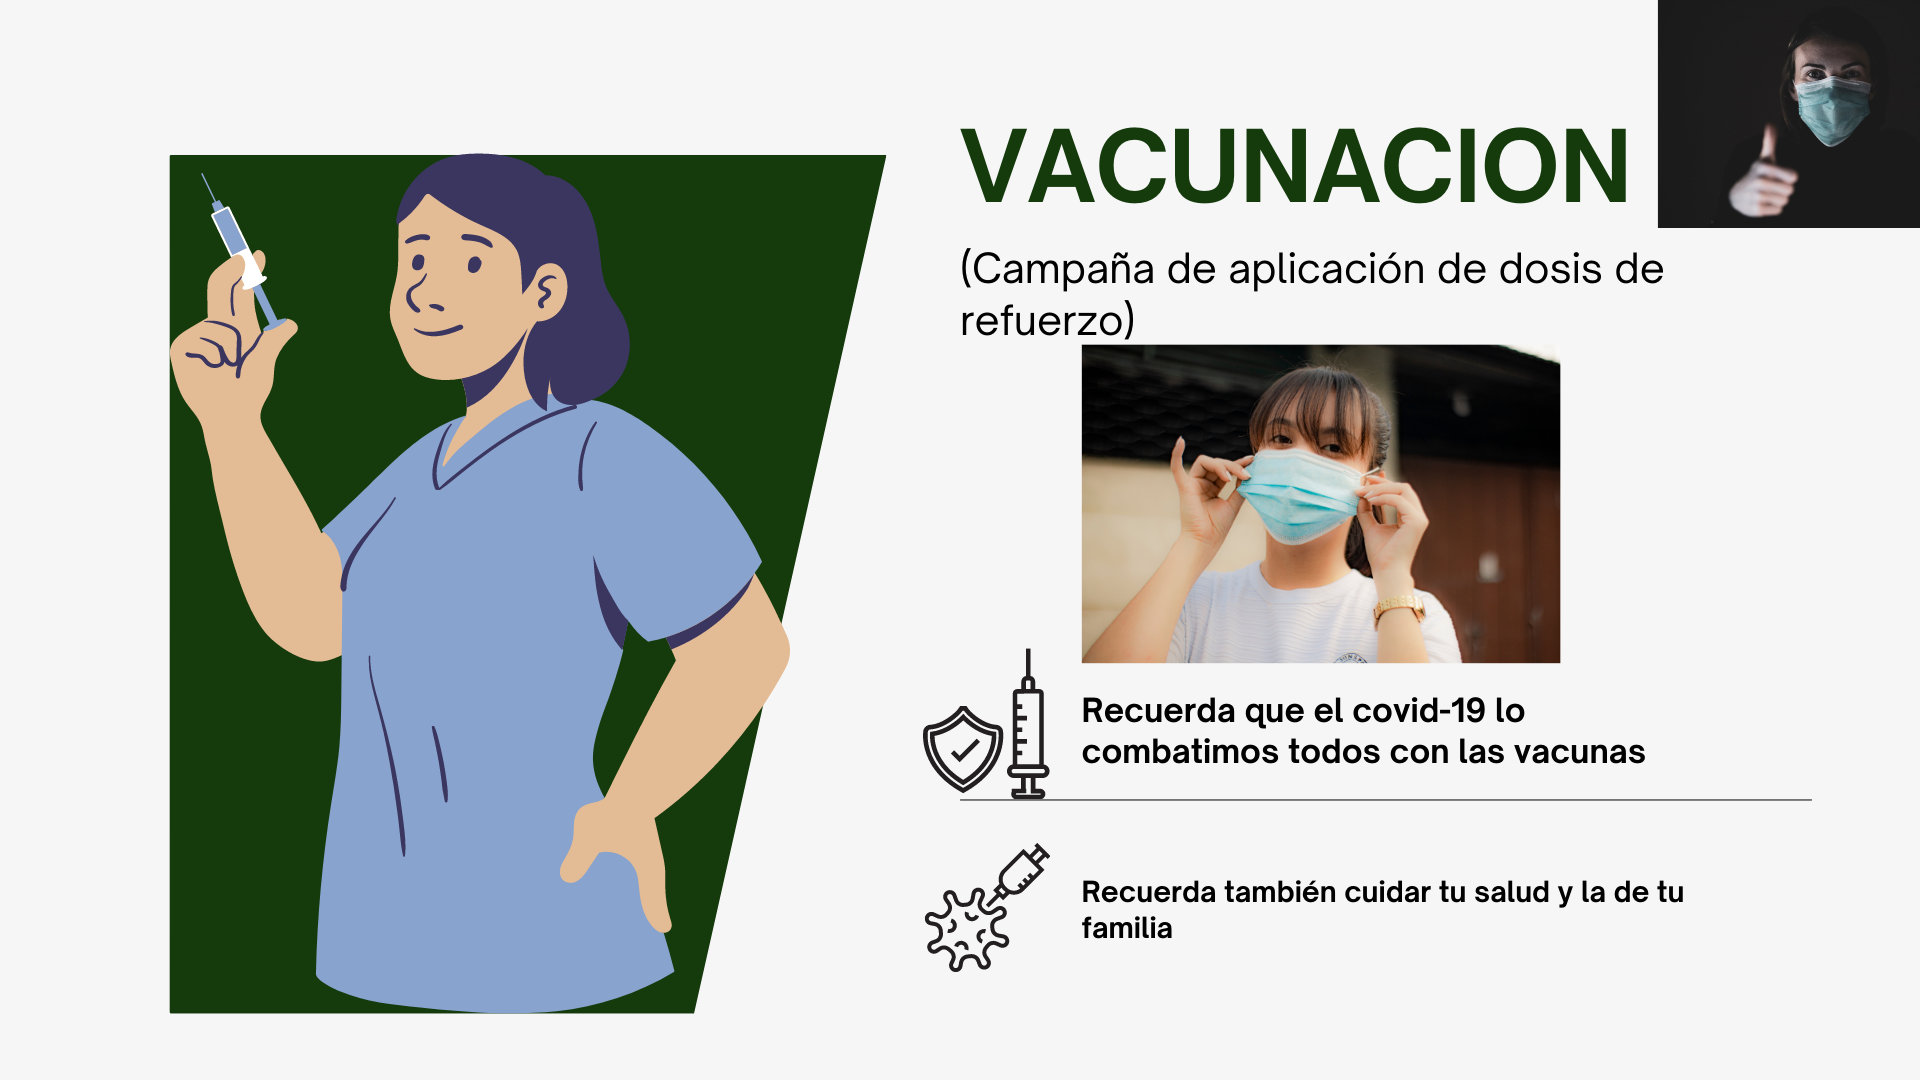 VACUNACION
(Campaña de aplicación de dosis de
refuerzo)
Recuerda que el covid-19 lo
combatimos todos con las vacunas
Recuerda también cuidar tu salud y la de tu
familia